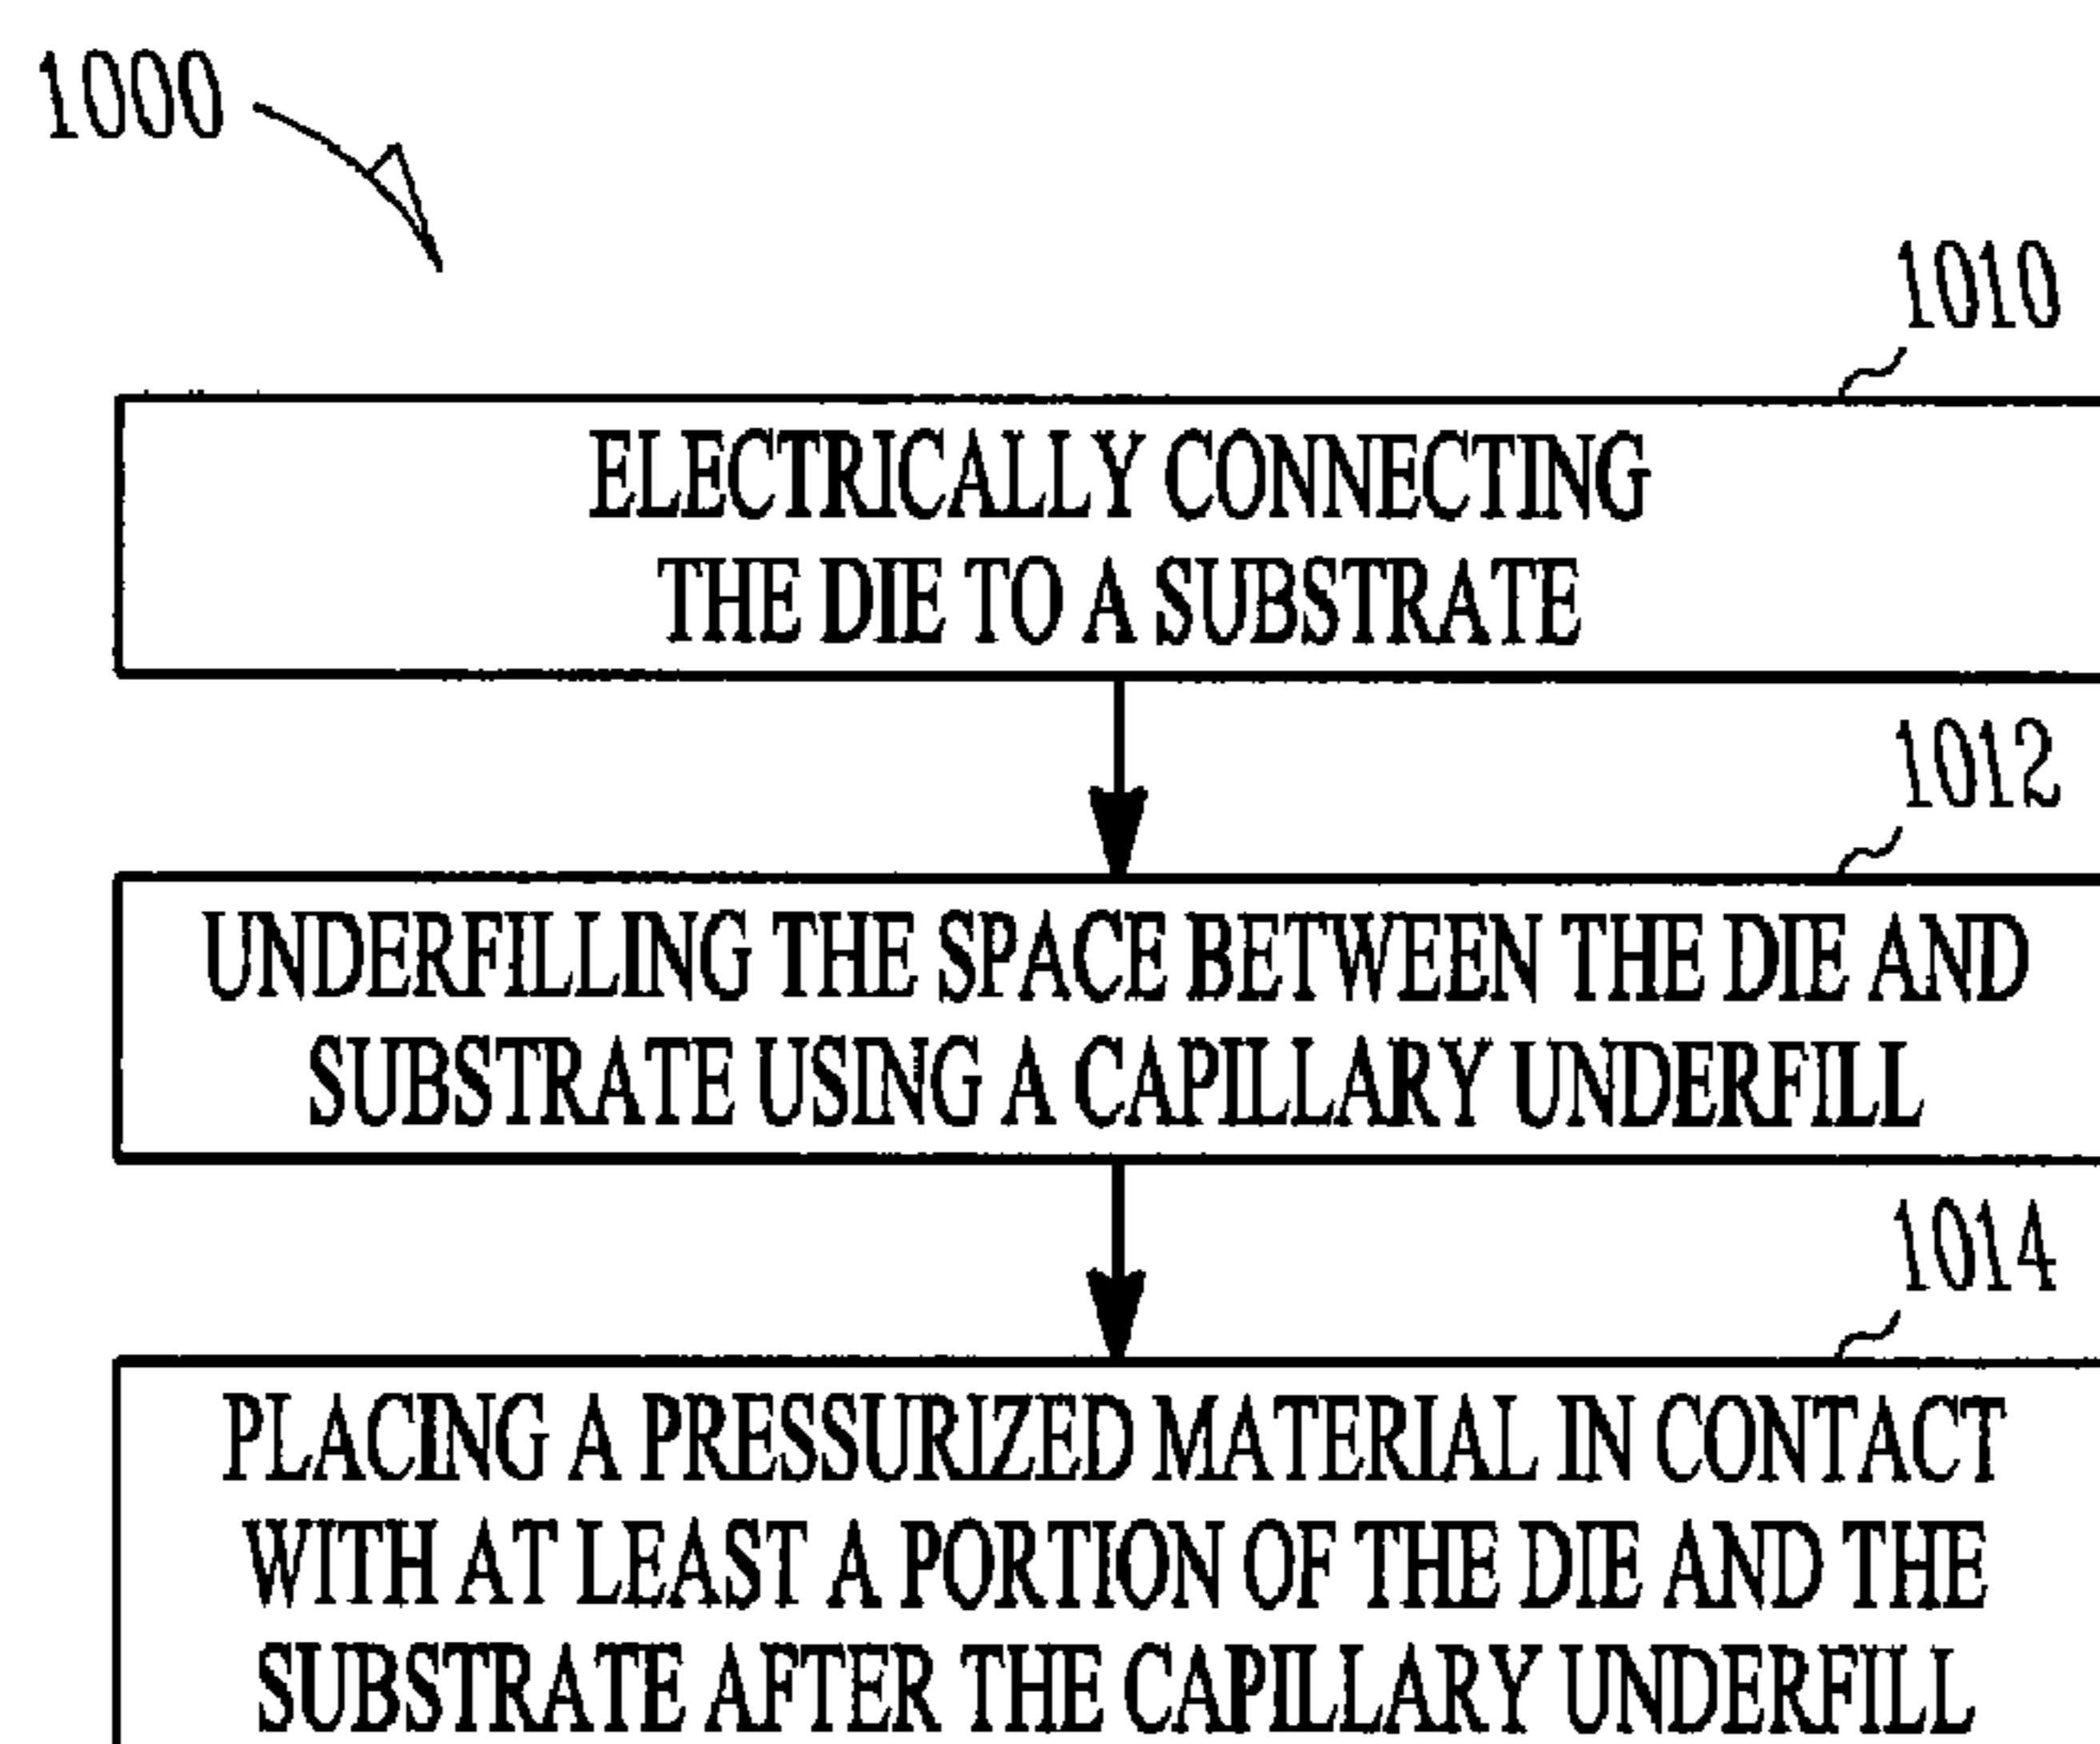 1000
1010
ELECTRICALLY CONNECTING
THE DIE TO A SUBSTRATE
1012
UNDERFILLING THE SPACE BETWEEN THE DIE AND
SUBSTRATE USING A CAPILLARY UNDERFILL
1014
PLACING A PRESSURIZED MATERIAL IN CONTACT
WITH AT LEAST A PORTION OF THE DIE AND THE
SUBSTRATE AFTER THE CAPILLARY UNDERFILL